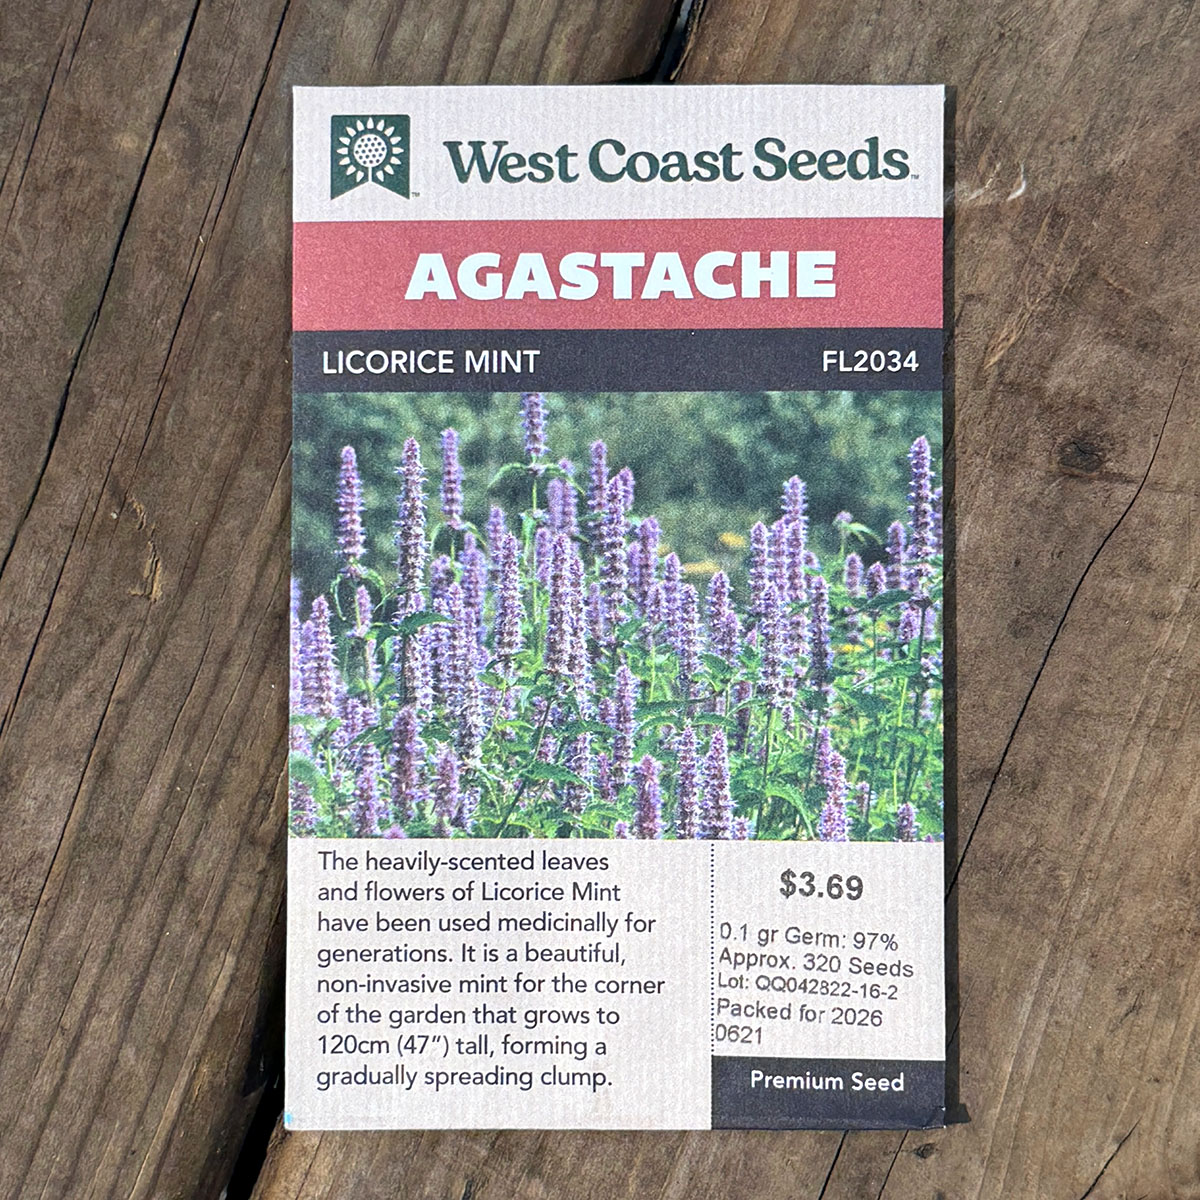 West Coast Seeds™
AGASTACHE
LICORICE MINT FL2034
The heavily-scented leaves
and flowers of Licorice Mint
have been used medicinally for
generations. It is a beautiful,
non-invasive mint for the corner
of the garden that grows to
120cm (47") tall, forming a
gradually spreading clump.
$3.69
0.1 gr Germ: 97%
Approx. 320 Seeds
Lot: QQ042822-16-2
Packed for 2026
0621
Premium Seed